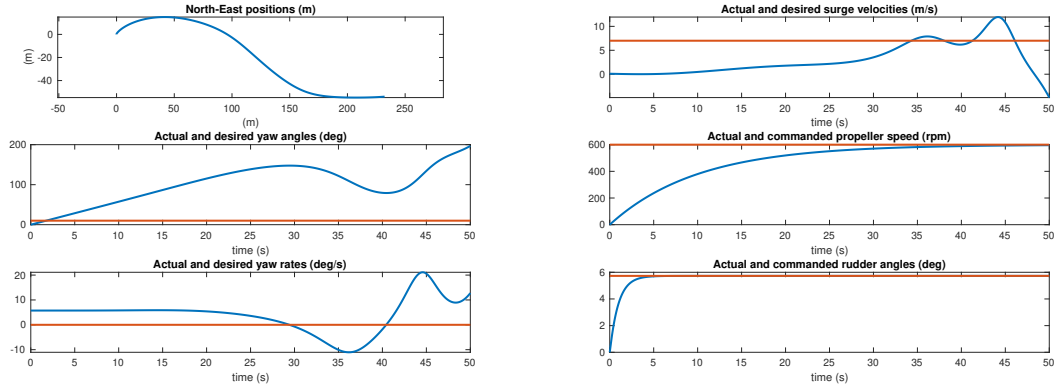 North-East positions (m)
0
-20
-40
(m)
-50 0 50 100 150 200 250
(m)
Actual and desired yaw angles (deg)
200
100
0
0 5 10 15 20 25 30 35 40 45 50
time (s)
Actual and desired yaw rates (deg/s)
20
10
0
-10
0 5 10 15 20 25 30 35 40 45 50
time (s)
Actual and desired surge velocities (m/s)
10
5
0
0 5 10 15 20 25 30 35 40 45 50
time (s)
Actual and commanded propeller speed (rpm)
600
400
200
0
0 5 10 15 20 25 30 35 40 45 50
time (s)
Actual and commanded rudder angles (deg)
6
4
2
0
0 5 10 15 20 25 30 35 40 45 50
time (s)